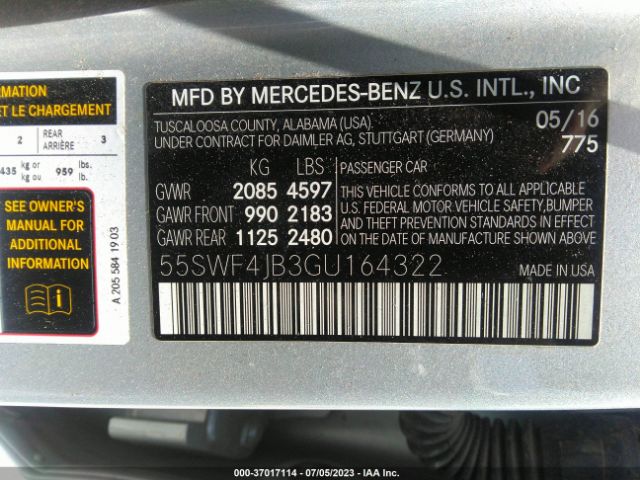 RMATION
ET LE CHARGEMENT
2 REAR ARRIÈRE 3
435 kg or kg ou 959 lbs. lb.
SEE OWNER'S
MANUAL FOR
ADDITIONAL
INFORMATION
A 205 584 19 03
MFD BY MERCEDES-BENZ U.S. INTL., INC
TUSCALOOSA COUNTY, ALABAMA (USA) 05/16
UNDER CONTRACT FOR DAIMLER AG, STUTTGART (GERMANY) 775
KG LBS PASSENGER CAR
GVWR 2085 4597 THIS VEHICLE CONFORMS TO ALL APPLICABLE
GAWR FRONT 990 2183 U.S. FEDERAL MOTOR VEHICLE SAFETY, BUMPER
AND THEFT PREVENTION STANDARDS IN EFFECT
GAWR REAR 1125 2480 ON THE DATE OF MANUFACTURE SHOWN ABOVE.
55SWF4JB3GU164322 MADE IN USA
000-37017114 - 07/05/2023 - IAA Inc.